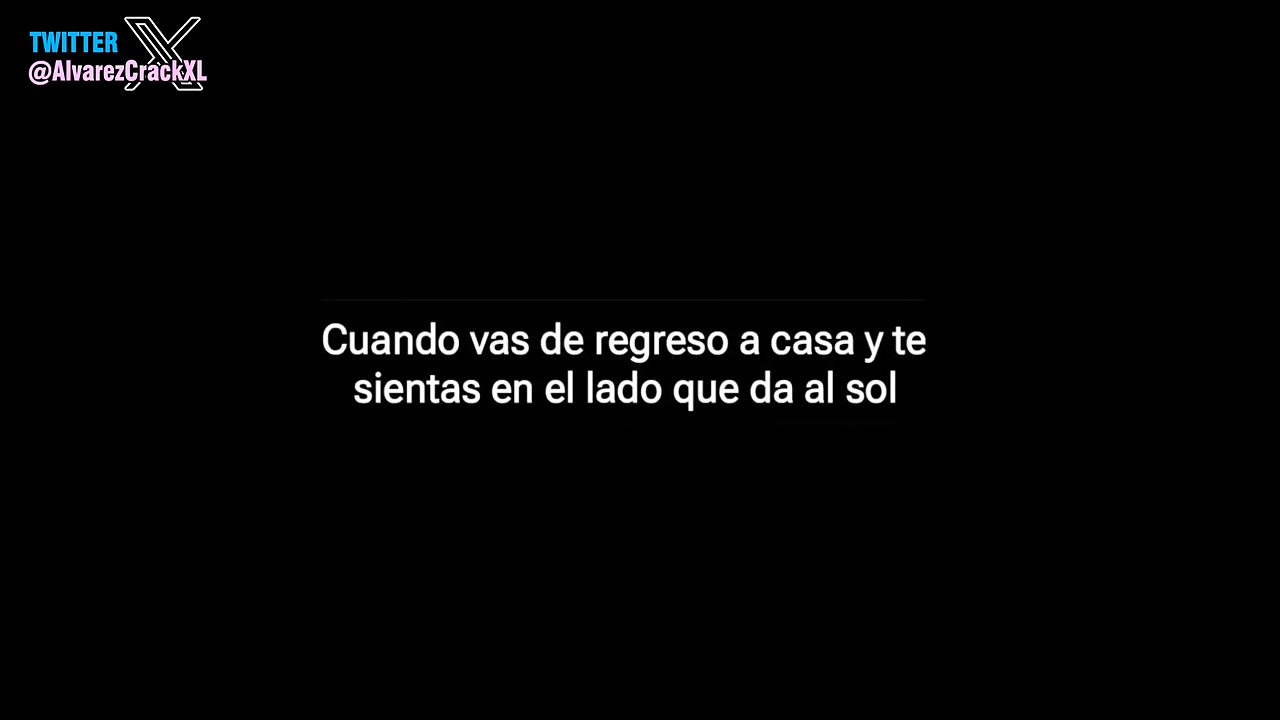 TWITTER
@AlvarezCrackXL
Cuando vas de regreso a casa y te
sientas en el lado que da al sol